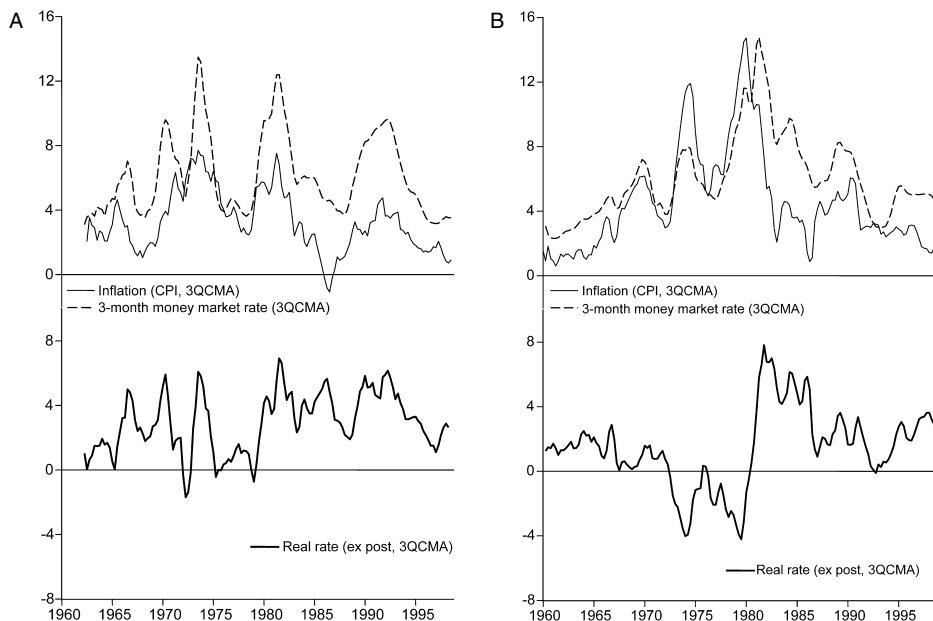 A
16
12
8
4
0
Inflation (CPI, 3QCMA)
3-month money market rate (3QCMA)
8
4
0
-4
Real rate (ex post, 3QCMA)
-8
1960 1965 1970 1975 1980 1985 1990 1995
B
16
12
8
4
0
Inflation (CPI, 3QCMA)
3-month money market rate (3QCMA)
8
4
0
-4
Real rate (ex post, 3QCMA)
-8
1960 1965 1970 1975 1980 1985 1990 1995